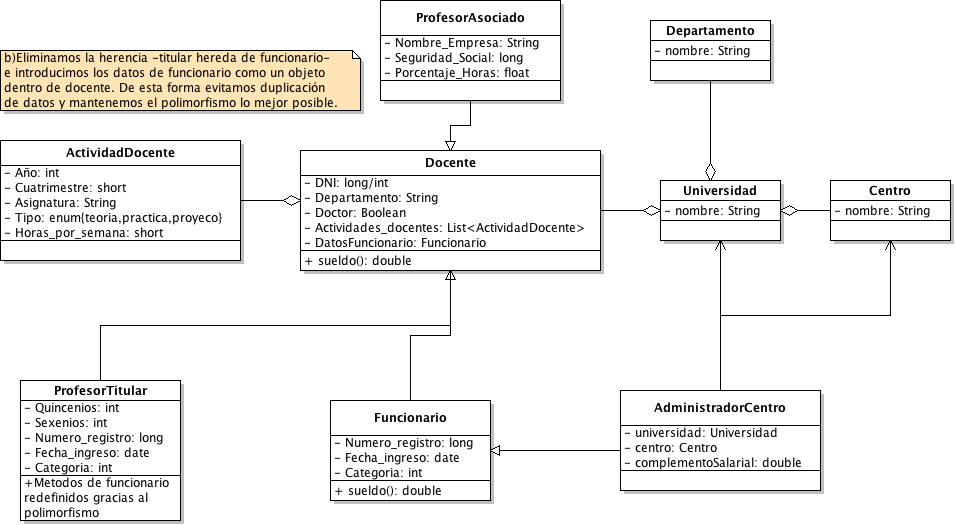 ProfesorAsociado
- Nombre_Empresa: String
- Seguridad_Social: long
- Porcentaje_Horas: float
Departamento
- nombre: String
b)Eliminamos la herencia -titular hereda de funcionario-
e introducimos los datos de funcionario como un objeto
dentro de docente. De esta forma evitamos duplicación
de datos y mantenemos el polimorfismo lo mejor posible.
ActividadDocente
- Año: int
- Cuatrimestre: short
- Asignatura: String
- Tipo: enum{teoria,practica,proyeco}
- Horas_por_semana: short
Docente
- DNI: long/int
- Departamento: String
- Doctor: Boolean
- Actividades_docentes: List<ActividadDocente>
- DatosFuncionario: Funcionario
+ sueldo(): double
Universidad
- nombre: String
Centro
- nombre: String
ProfesorTitular
- Quincenios: int
- Sexenios: int
- Numero_registro: long
- Fecha_ingreso: date
- Categoria: int
+Metodos de funcionario
redefinidos gracias al
polimorfismo
Funcionario
- Numero_registro: long
- Fecha_ingreso: date
- Categoria: int
+ sueldo(): double
AdministradorCentro
- universidad: Universidad
- centro: Centro
- complementoSalarial: double